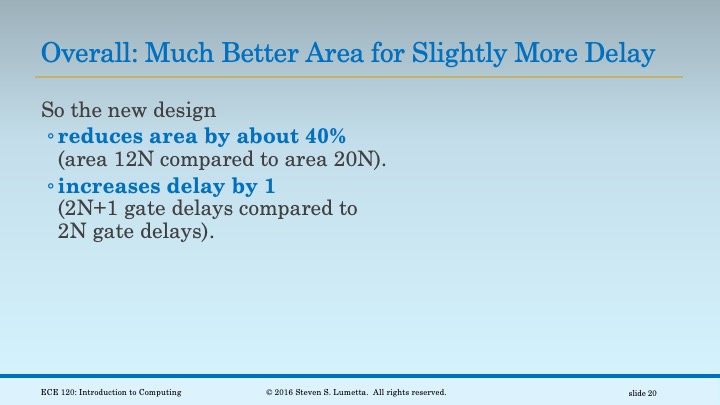 Overall: Much Better Area for Slightly More Delay
So the new design
◦ reduces area by about 40%
(area 12N compared to area 20N).
◦ increases delay by 1
(2N+1 gate delays compared to
2N gate delays).
ECE 120: Introduction to Computing
© 2016 Steven S. Lumetta. All rights reserved.
slide 20